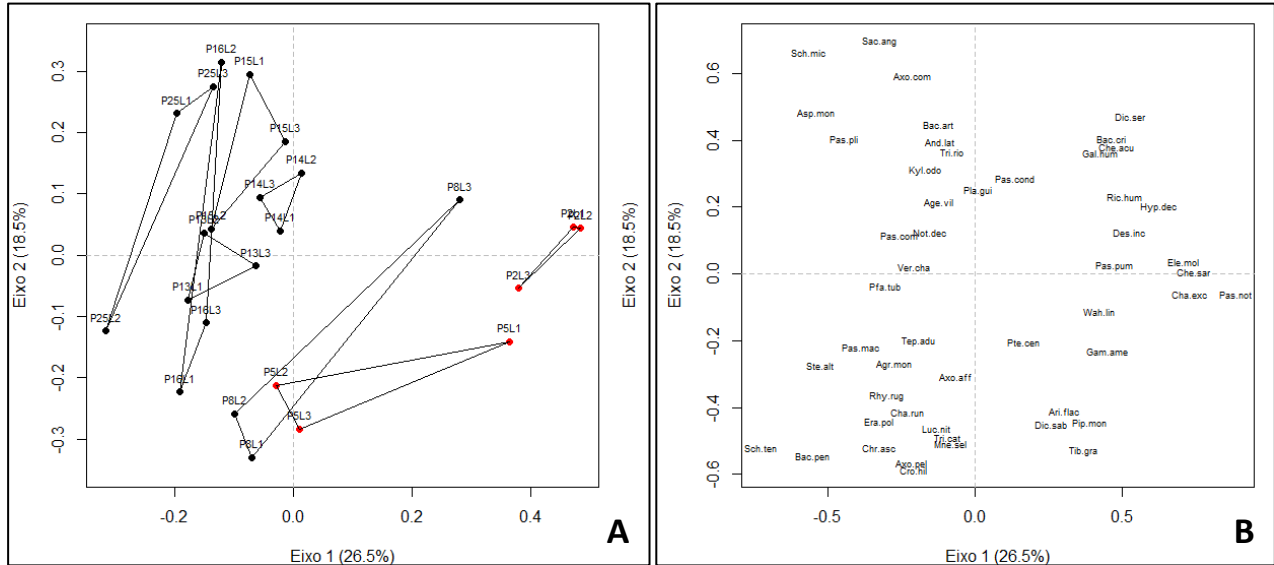 P16L2
P15L1
P25L3
P25L1
P15L3
P14L2
P14L3
P14L1
P8L3
P2L1
P2L2
P15L2
P13L3
P2L3
P13L1
P16L3
P25L2
P5L1
P16L1
P5L2
P8L2
P5L3
P8L1
0.3
0.2
0.1
0.0
-0.1
-0.2
-0.3
Eixo 2 (18.5%)
-0.2
0.0
0.2
0.4
Eixo 1 (26.5%)
Eixo 2 (18.5%)
A
Sac.ang
Sch.mic
Axo.com
Asp.mon
Dic.ser
Bac.art
Pas.pli
And.lat
Bac.cri
Che.acu
Tri.rio
Gal.hum
Kyl.odo
Pas.cond
Pla.gui
Age.vil
Ric.hum
Hyp.dec
Pas.com
Not.dec
Des.inc
Ver.cha
Pas.pum
Ele.mol
Che.sar
Pfa.tub
Cha.exc
Pas.not
Wah.lin
Tep.adu
Pte.cen
Pas.mac
Gam.ame
Ste.alt
Agr.mon
Axo.aff
Rhy.rug
Cha.run
Ari.flac
Era.pol
Luc.nit
Dic.sab
Pip.mon
Tri.cat
Mne.sel
Sch.ten
Bac.pen
Chr.asc
Tib.gra
Axo.pel
Cro.hil
0.6
0.4
0.2
0.0
-0.2
-0.4
-0.6
Eixo 2 (18.5%)
-0.5
0.0
0.5
Eixo 1 (26.5%)
B